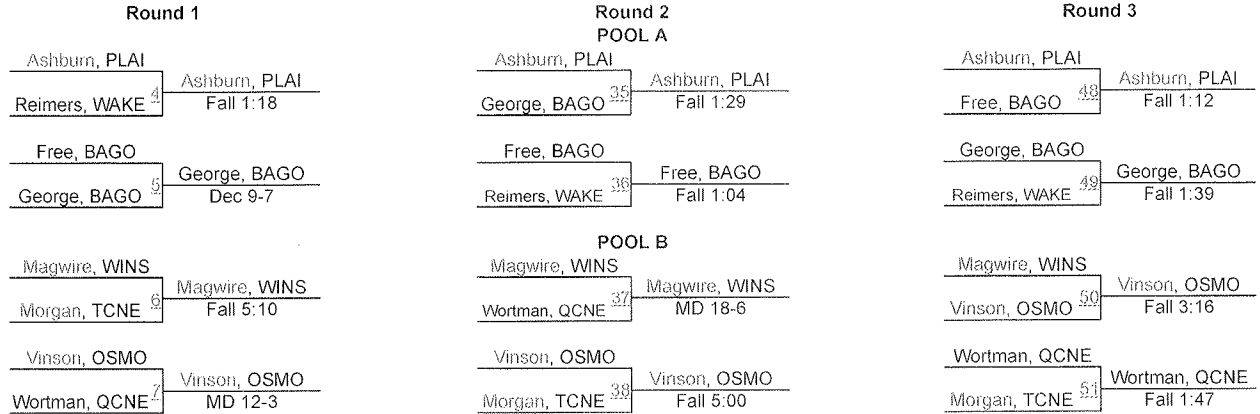 Round 1
Round 2
Round 3
POOL A
Ashburn, PLAI
4
Ashburn, PLAI
Reimers, WAKE
Fall 1:18
Free, BAGO
5
George, BAGO
George, BAGO
Dec 9-7
Ashburn, PLAI
35
Ashburn, PLAI
George, BAGO
Fall 1:29
Free, BAGO
36
Free, BAGO
Reimers, WAKE
Fall 1:04
Ashburn, PLAI
48
Ashburn, PLAI
Free, BAGO
Fall 1:12
George, BAGO
49
George, BAGO
Reimers, WAKE
Fall 1:39
POOL B
Magwire, WINS
6
Magwire, WINS
Morgan, TCNE
Fall 5:10
Vinson, OSMO
7
Vinson, OSMO
Wortman, QCNE
MD 12-3
Magwire, WINS
37
Magwire, WINS
Wortman, QCNE
MD 18-6
Vinson, OSMO
38
Vinson, OSMO
Morgan, TCNE
Fall 5:00
Magwire, WINS
50
Vinson, OSMO
Vinson, OSMO
Fall 3:16
Wortman, QCNE
51
Wortman, QCNE
Morgan, TCNE
Fall 1:47